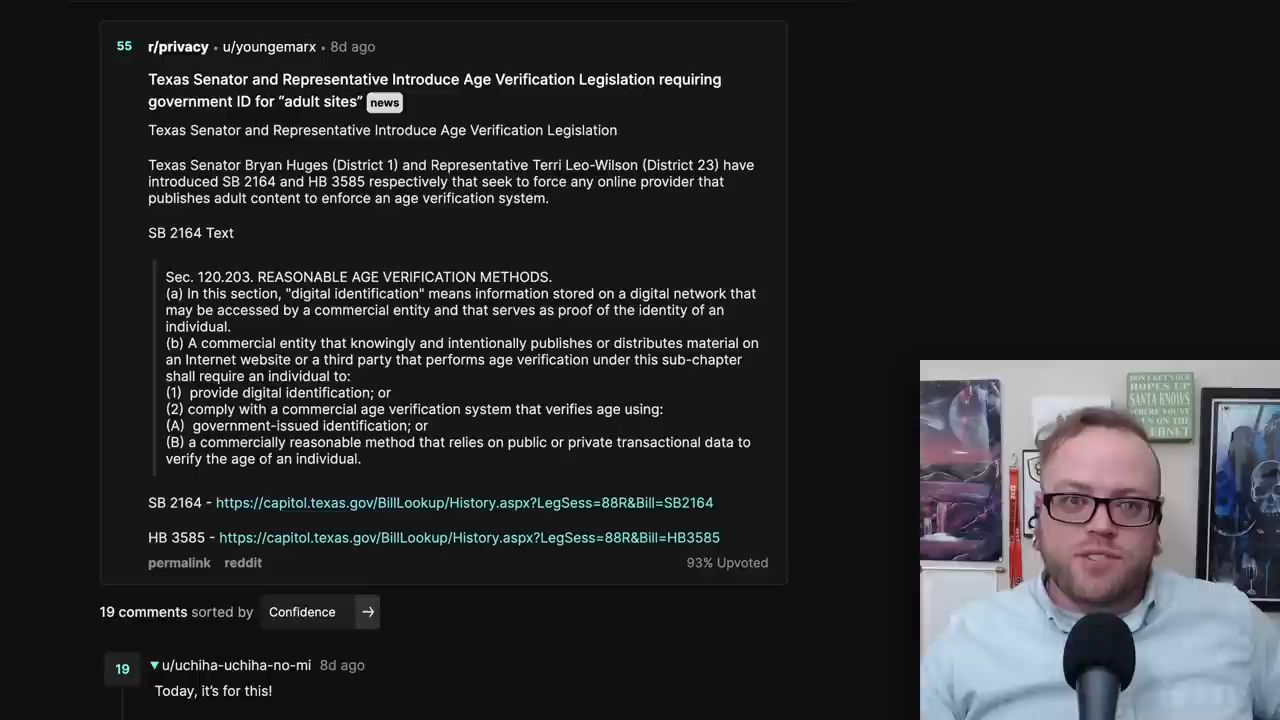 55 r/privacy • u/youngemarx • 8d ago
Texas Senator and Representative Introduce Age Verification Legislation requiring
government ID for “adult sites” news
Texas Senator and Representative Introduce Age Verification Legislation
Texas Senator Bryan Huges (District 1) and Representative Terri Leo-Wilson (District 23) have
introduced SB 2164 and HB 3585 respectively that seek to force any online provider that
publishes adult content to enforce an age verification system.
SB 2164 Text
Sec. 120.203. REASONABLE AGE VERIFICATION METHODS.
(a) In this section, "digital identification" means information stored on a digital network that
may be accessed by a commercial entity and that serves as proof of the identity of an
individual.
(b) A commercial entity that knowingly and intentionally publishes or distributes material on
an Internet website or a third party that performs age verification under this sub-chapter
shall require an individual to:
(1) provide digital identification; or
(2) comply with a commercial age verification system that verifies age using:
(A) government-issued identification; or
(B) a commercially reasonable method that relies on public or private transactional data to
verify the age of an individual.
SB 2164 - https://capitol.texas.gov/BillLookup/History.aspx?LegSess=88R&Bill=SB2164
HB 3585 - https://capitol.texas.gov/BillLookup/History.aspx?LegSess=88R&Bill=HB3585
permalink reddit 93% Upvoted
19 comments sorted by Confidence →
19 ▼ u/uchiha-uchiha-no-mi 8d ago
Today, it’s for this!
DON'T GET YOUR
HOPES UP
SANTA KNOWS